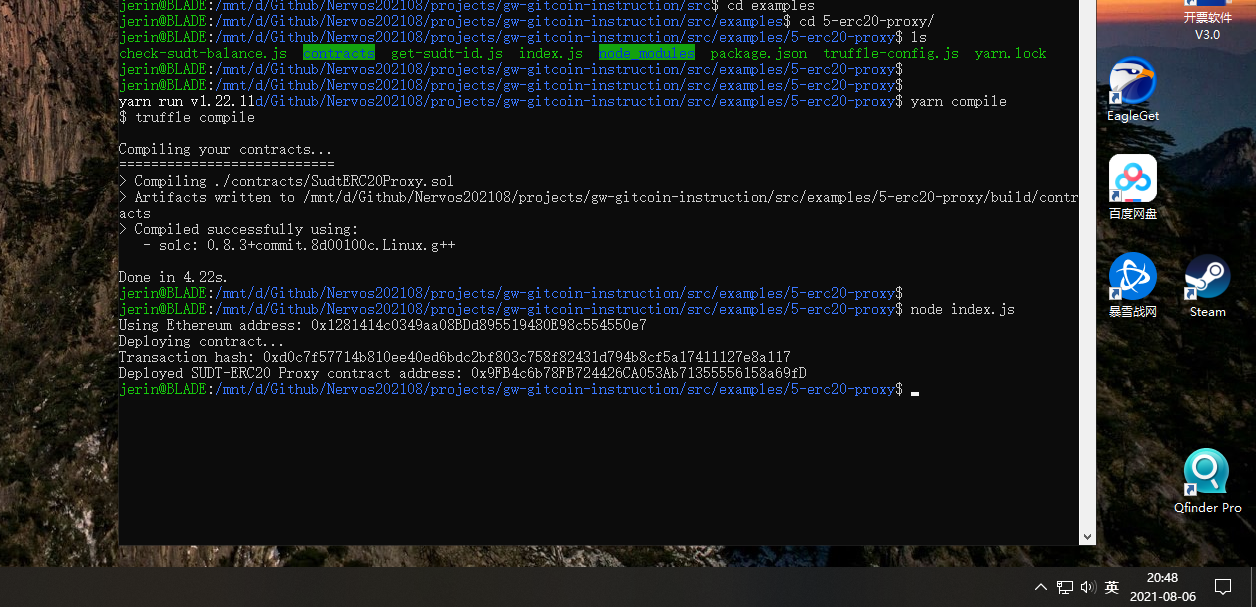 jerin@BLADE:/mnt/d/Github/Nervos202108/projects/gw-gitcoin-instruction/src$ cd examples
jerin@BLADE:/mnt/d/Github/Nervos202108/projects/gw-gitcoin-instruction/src/examples$ cd 5-erc20-proxy/
jerin@BLADE:/mnt/d/Github/Nervos202108/projects/gw-gitcoin-instruction/src/examples/5-erc20-proxy$ ls
check-sudt-balance.js contracts get-sudt-id.js index.js node_modules package.json truffle-config.js yarn.lock
jerin@BLADE:/mnt/d/Github/Nervos202108/projects/gw-gitcoin-instruction/src/examples/5-erc20-proxy$
jerin@BLADE:/mnt/d/Github/Nervos202108/projects/gw-gitcoin-instruction/src/examples/5-erc20-proxy$
yarn run v1.22.11d/Github/Nervos202108/projects/gw-gitcoin-instruction/src/examples/5-erc20-proxy$ yarn compile
$ truffle compile
Compiling your contracts...
===========================
> Compiling ./contracts/SudtERC20Proxy.sol
> Artifacts written to /mnt/d/Github/Nervos202108/projects/gw-gitcoin-instruction/src/examples/5-erc20-proxy/build/contr
acts
> Compiled successfully using:
- solc: 0.8.3+commit.8d00100c.Linux.g++
Done in 4.22s.
jerin@BLADE:/mnt/d/Github/Nervos202108/projects/gw-gitcoin-instruction/src/examples/5-erc20-proxy$
jerin@BLADE:/mnt/d/Github/Nervos202108/projects/gw-gitcoin-instruction/src/examples/5-erc20-proxy$ node index.js
Using Ethereum address: 0x1281414c0349aa08BDd895519480E98c554550e7
Deploying contract...
Transaction hash: 0xd0c7f57714b810ee40ed6bdc2bf803c758f82431d794b8cf5a17411127e8a117
Deployed SUDT-ERC20 Proxy contract address: 0x9FB4c6b78FB724426CA053Ab71355556158a69fD
jerin@BLADE:/mnt/d/Github/Nervos202108/projects/gw-gitcoin-instruction/src/examples/5-erc20-proxy$
开票软件
V3.0
EagleGet
百度网盘
暴雪战网
Steam
Qfinder Pro
英
20:48
2021-08-06